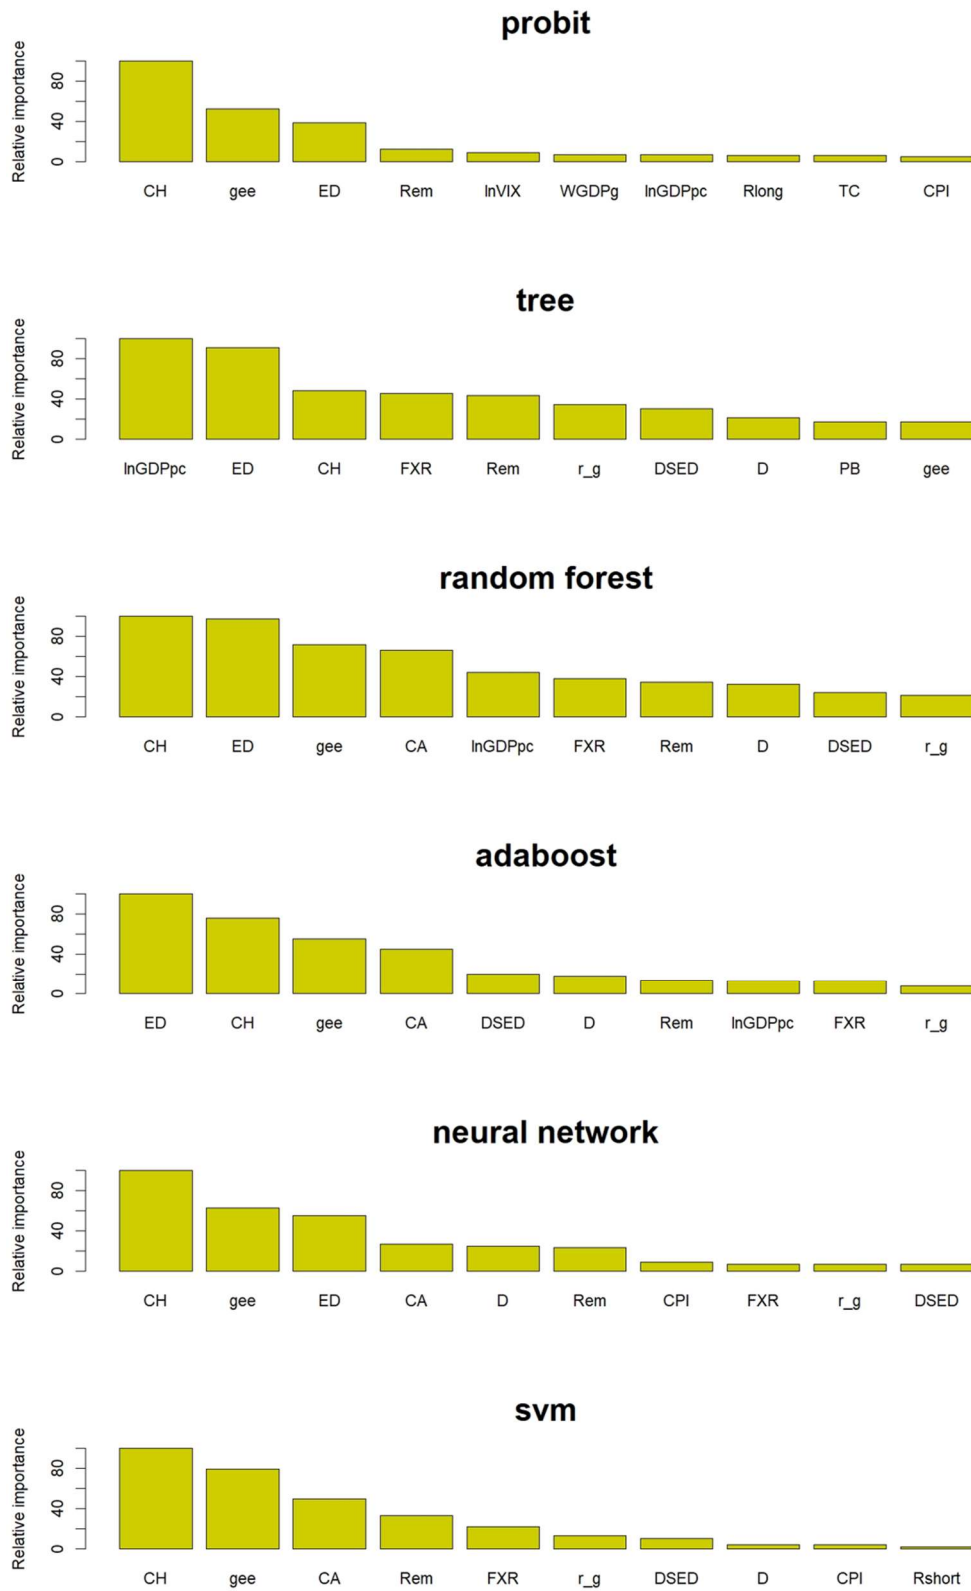 probit
Relative importance
0 40 80
CH gee ED Rem lnVIX WGDPg lnGDPpc Rlong TC CPI
tree
Relative importance
0 40 80
lnGDPpc ED CH FXR Rem r_g DSED D PB gee
random forest
Relative importance
0 40 80
CH ED gee CA lnGDPpc FXR Rem D DSED r_g
adaboost
Relative importance
0 40 80
ED CH gee CA DSED D Rem lnGDPpc FXR r_g
neural network
Relative importance
0 40 80
CH gee ED CA D Rem CPI FXR r_g DSED
svm
Relative importance
0 40 80
CH gee CA Rem FXR r_g DSED D CPI Rshort